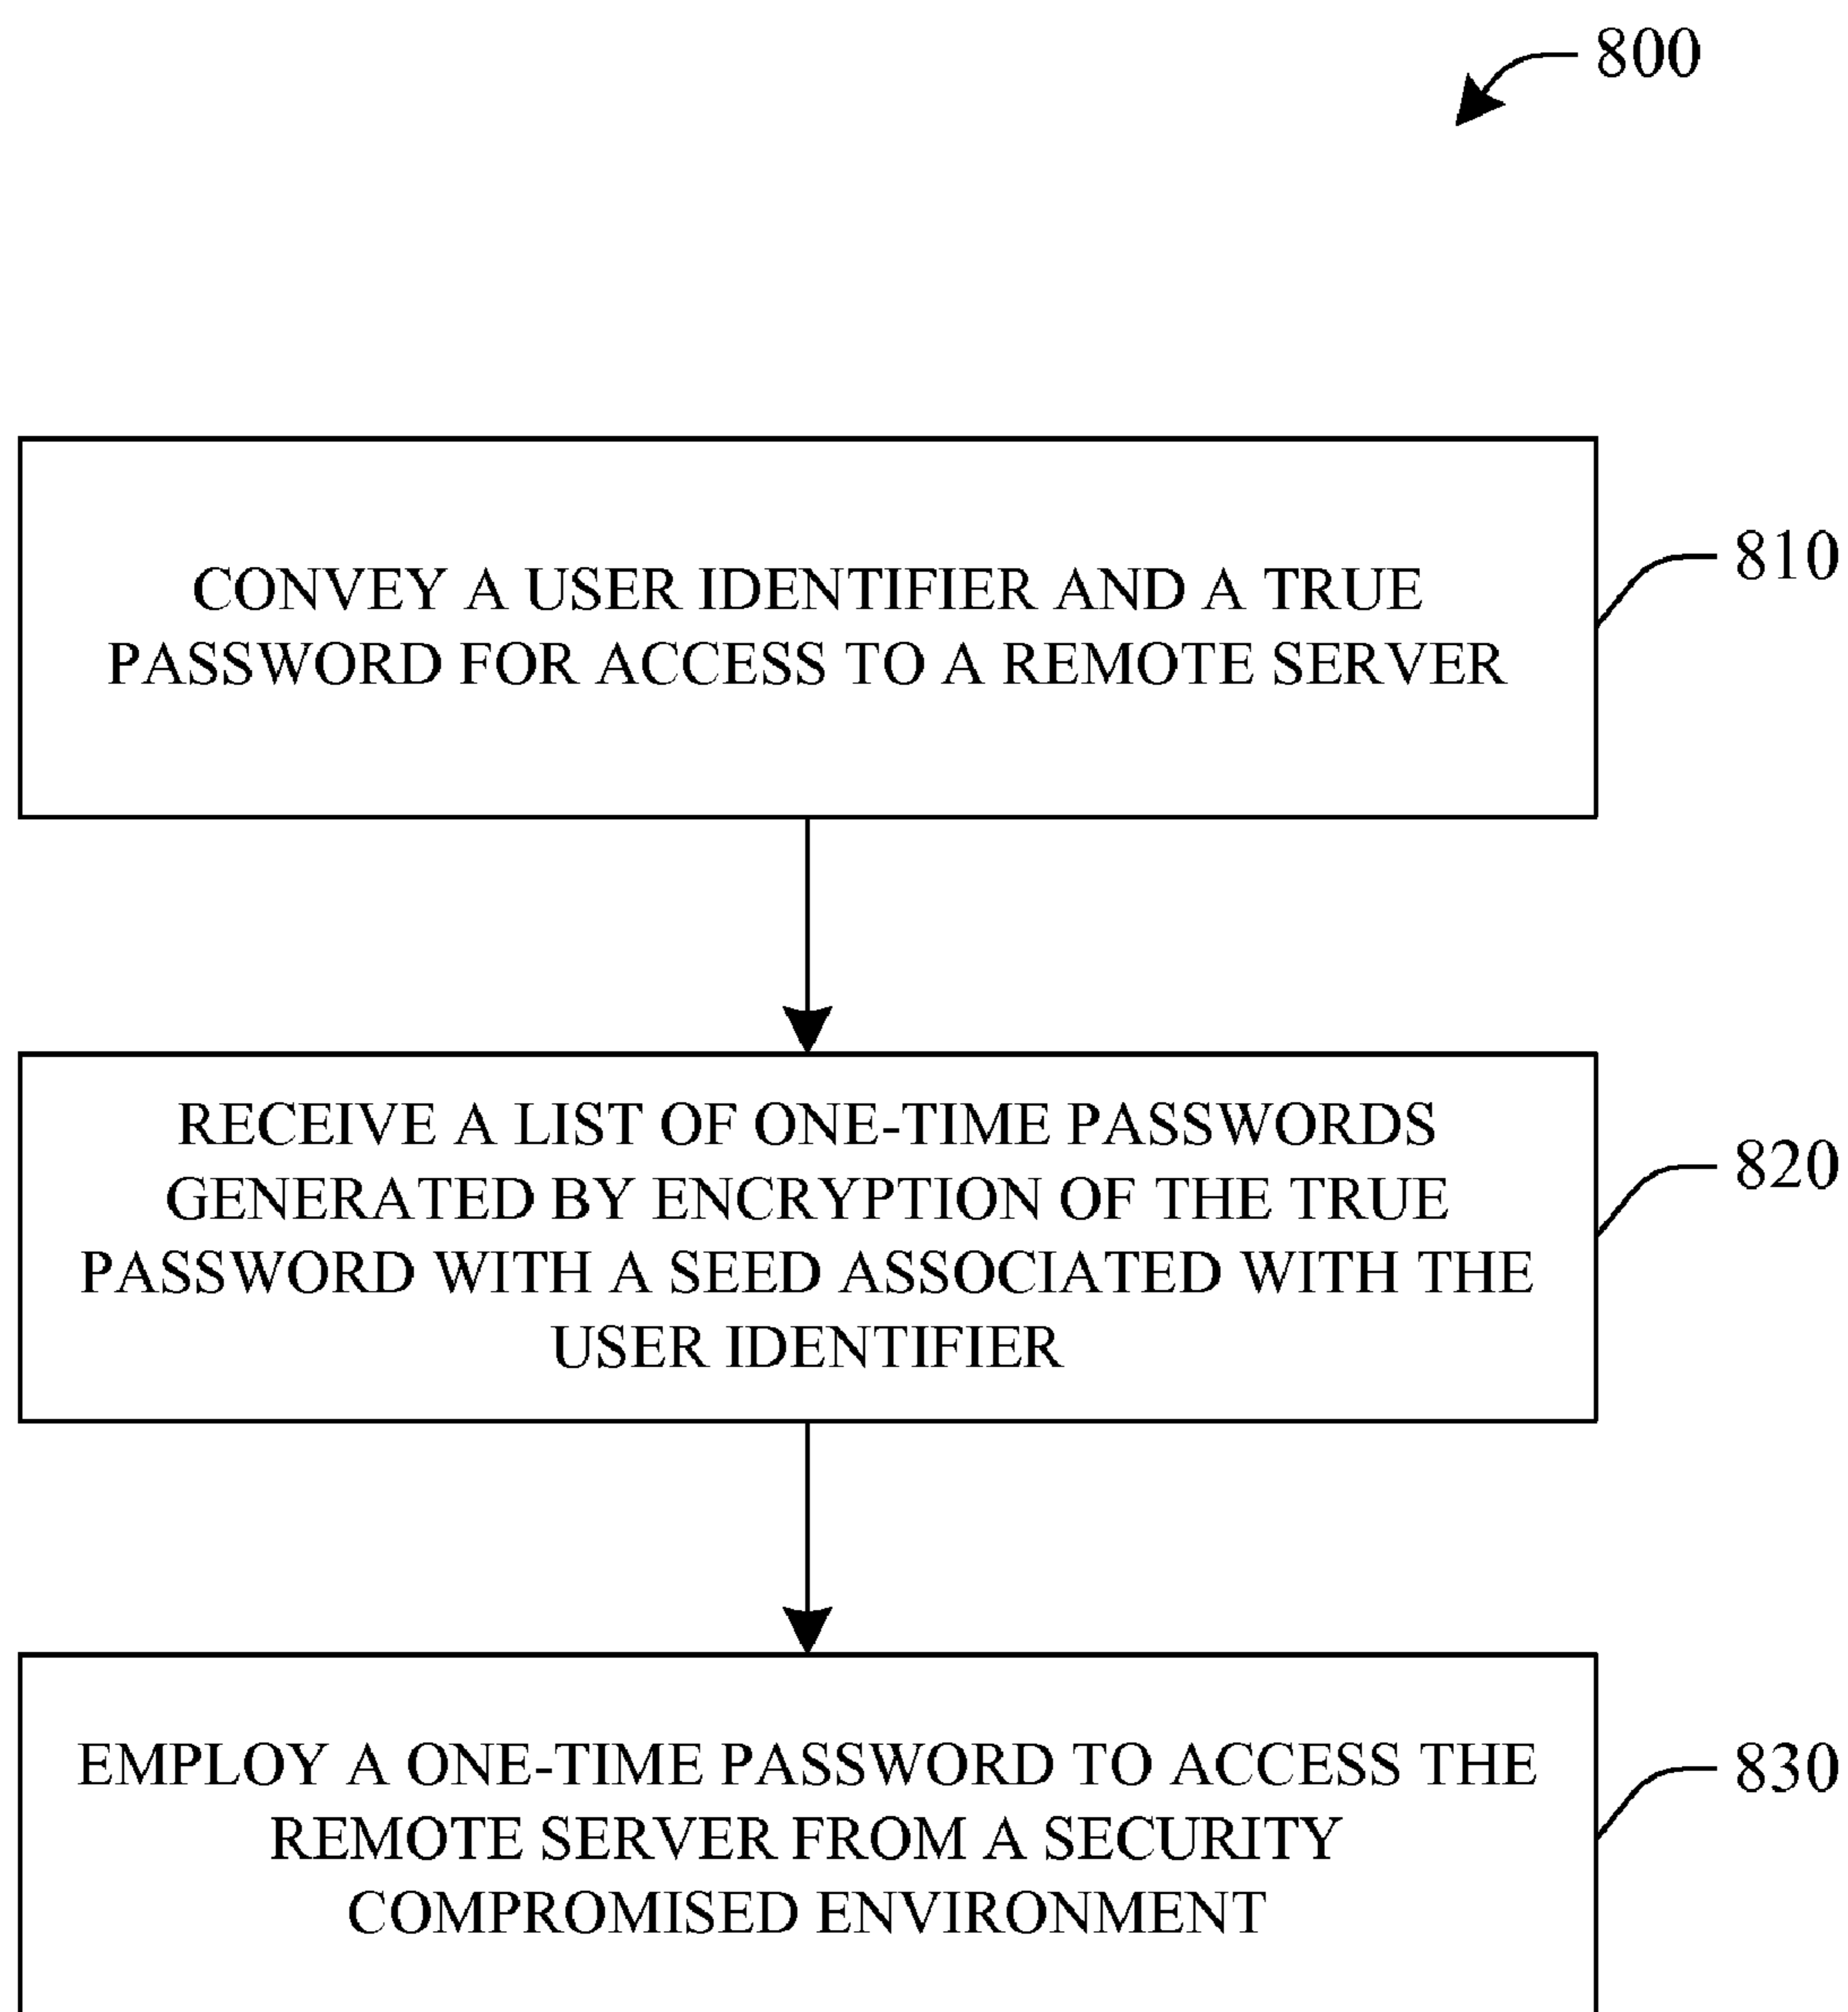 800
CONVEY A USER IDENTIFIER AND A TRUE
PASSWORD FOR ACCESS TO A REMOTE SERVER
810
RECEIVE A LIST OF ONE-TIME PASSWORDS
GENERATED BY ENCRYPTION OF THE TRUE
PASSWORD WITH A SEED ASSOCIATED WITH THE
USER IDENTIFIER
820
EMPLOY A ONE-TIME PASSWORD TO ACCESS THE
REMOTE SERVER FROM A SECURITY
COMPROMISED ENVIRONMENT
830